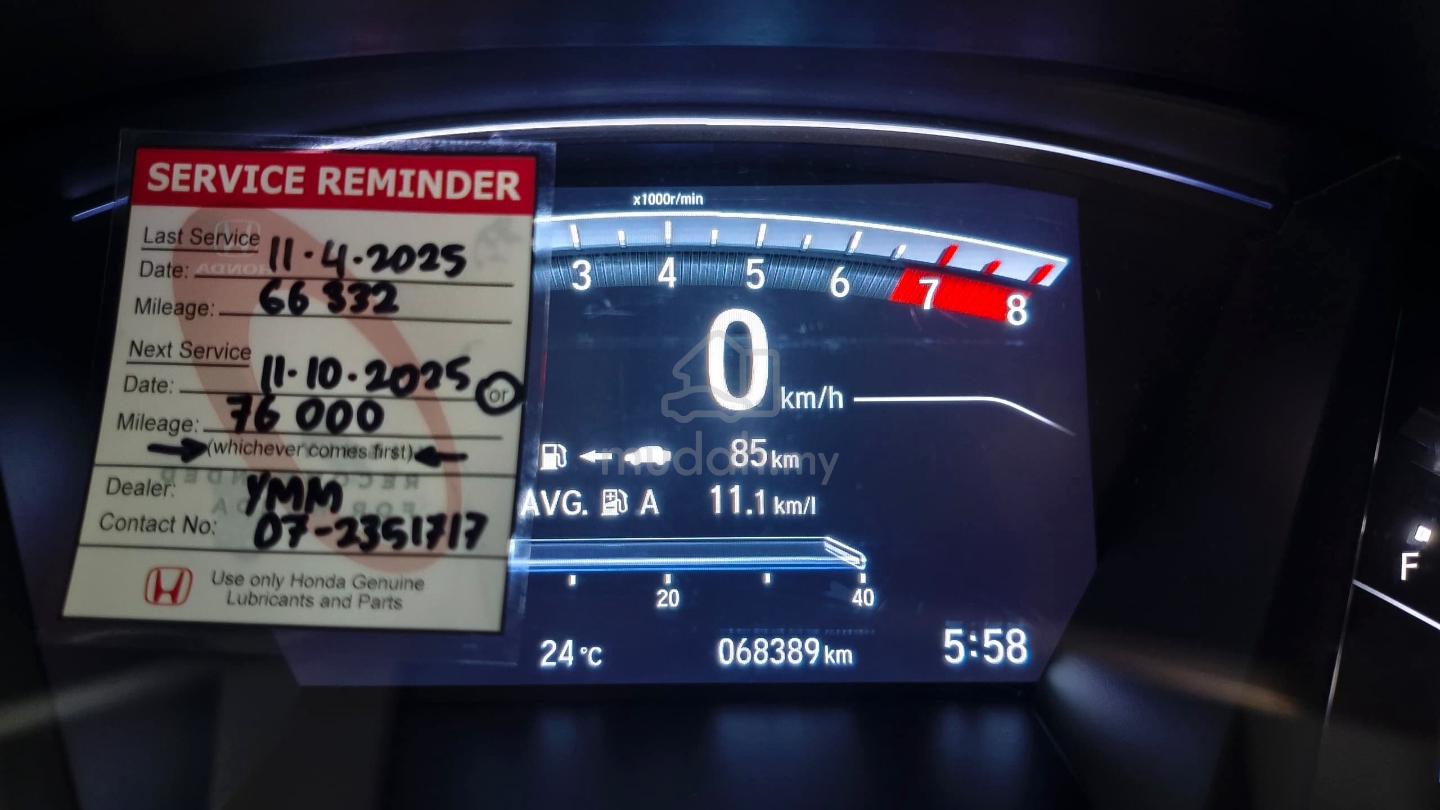 SERVICE REMINDER
Last Service
Date: 11-4-2025
Mileage: 66 332
Next Service
Date: 11-10-2025 or
Mileage: 76 000
(whichever comes first)
Dealer: YMM
Contact No: 07-2351717
Use only Honda Genuine
Lubricants and Parts
x1000r/min
3 4 5 6 7 8
0 km/h
85 km
AVG. A 11.1 km/l
20 40
24 °C 068389 km 5:58
F
mudah.my